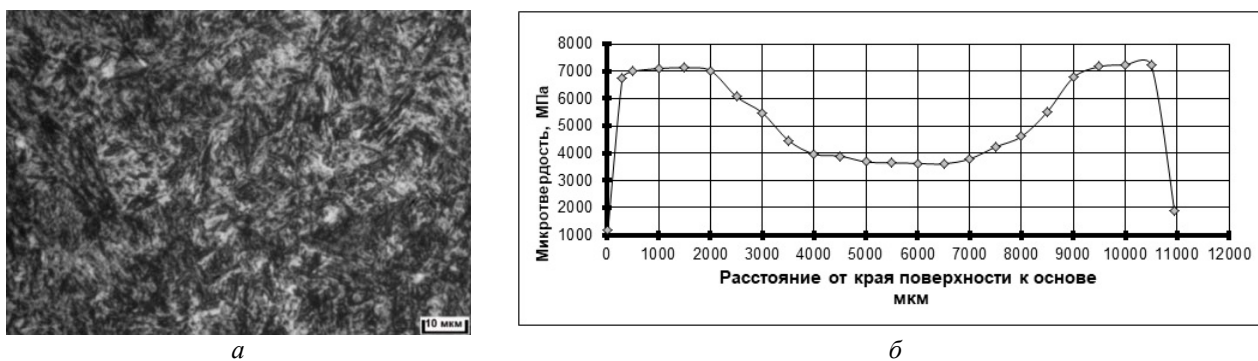 10 мкм
а
Микротвердость, МПа
8000
7000
6000
5000
4000
3000
2000
1000
0 1000 2000 3000 4000 5000 6000 7000 8000 9000 10000 11000 12000
Расстояние от края поверхности к основе
мкм
б